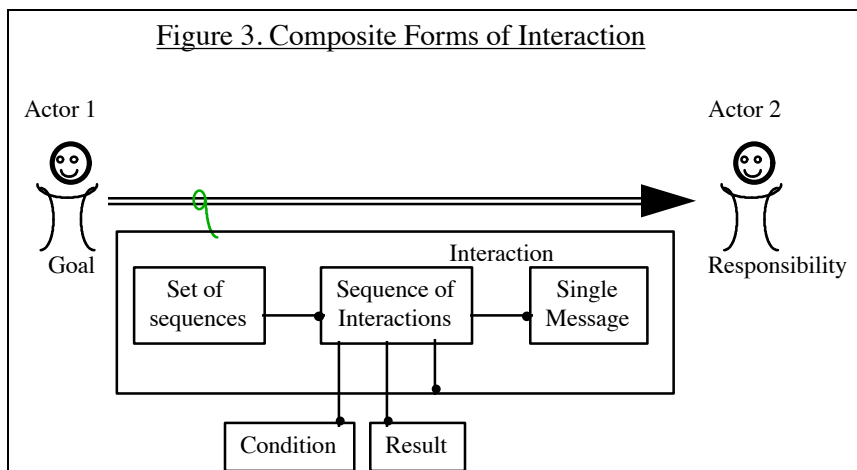 Figure 3. Composite Forms of Interaction
Actor 1
Actor 2
Goal
Responsibility
Interaction
Set of
sequences
Sequence of
Interactions
Single
Message
Condition
Result